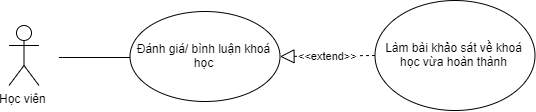 Đánh giá/ bình luận khoá
học
<<extend>>
Làm bài khảo sát về khoá
học vừa hoàn thành
Học viên